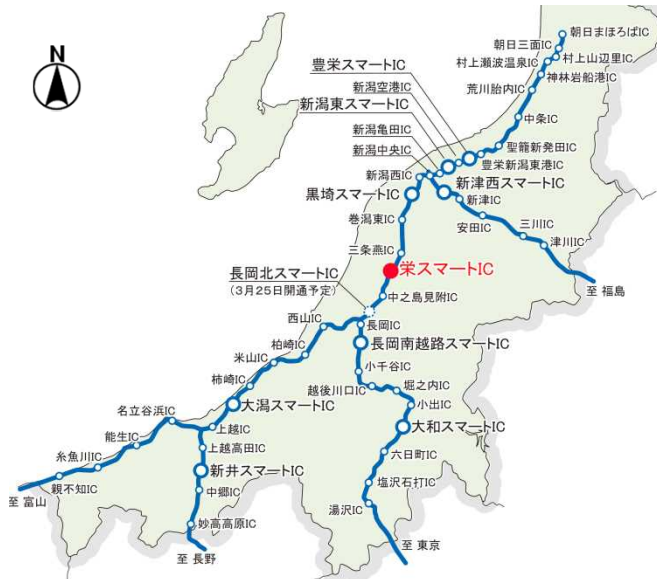 N
朝日まほろばIC
朝日三面IC
村上瀬波温泉IC
村上山辺里IC
神林岩船港IC
荒川胎内IC
中条IC
聖籠新発田IC
豊栄新潟東港IC
豊栄スマートIC
新潟空港IC
新潟東スマートIC
新潟亀田IC
新潟中央IC
新潟西IC
新津西スマートIC
黒埼スマートIC
新津IC
巻潟東IC
安田IC
三川IC
津川IC
至 福島
三条燕IC
栄スマートIC
長岡北スマートIC
(3月25日開通予定)
中之島見附IC
西山IC
長岡IC
柏崎IC
長岡南越路スマートIC
米山IC
小千谷IC
柿崎IC
越後川口IC
堀之内IC
大潟スマートIC
小出IC
名立谷浜IC
上越IC
大和スマートIC
能生IC
上越高田IC
糸魚川IC
六日町IC
新井スマートIC
親不知IC
塩沢石打IC
至 富山
中郷IC
湯沢IC
妙高高原IC
至 長野
至 東京